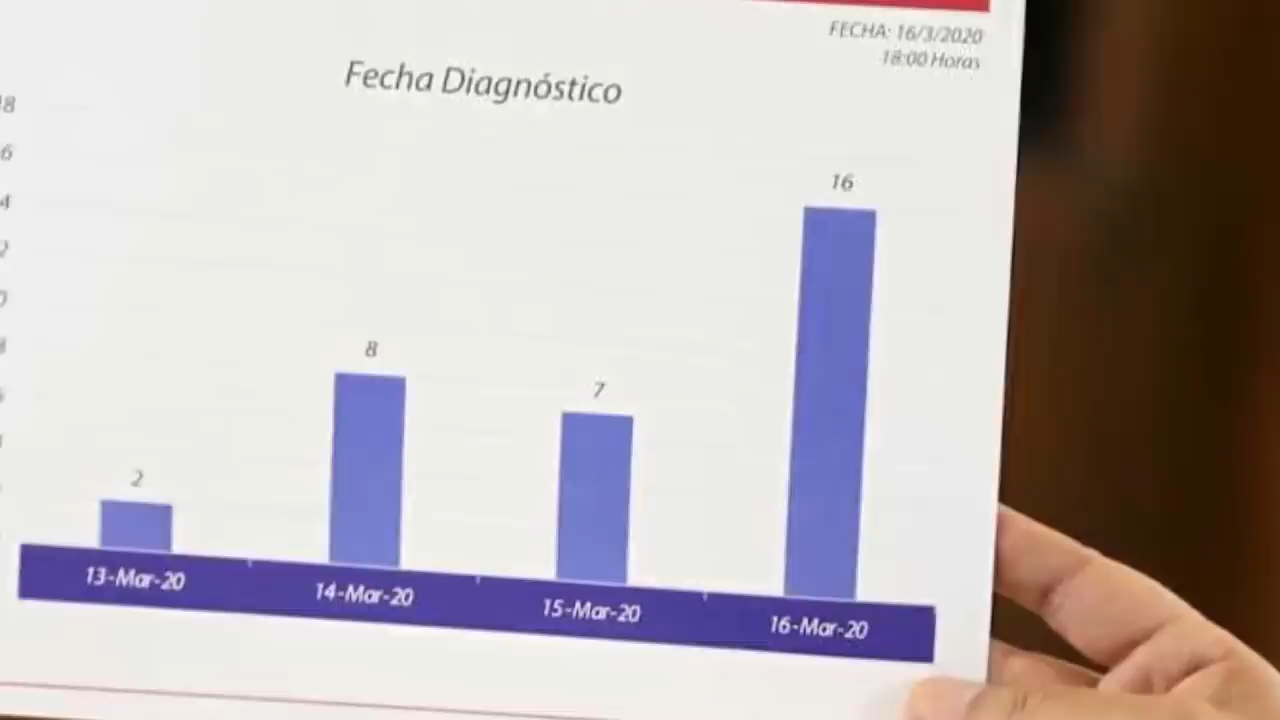 FECHA: 16/3/2020
18:00 Horas
Fecha Diagnóstico
18
16
8
7
2
13-Mar-20
14-Mar-20
15-Mar-20
16-Mar-20